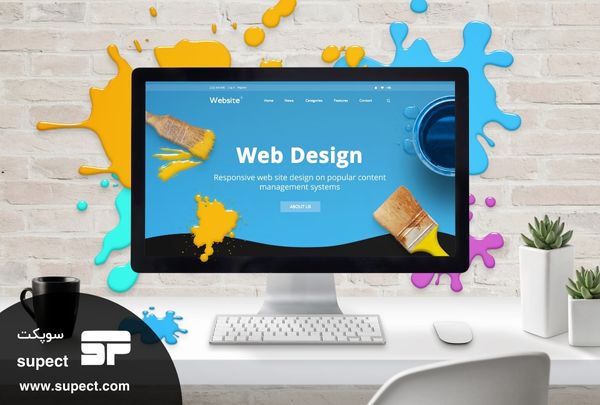 Website
Home News Categories Features Contact
Web Design
Responsive web site design on popular content
management systems
ABOUT US
سوپکت
supect
SF
www.supect.com